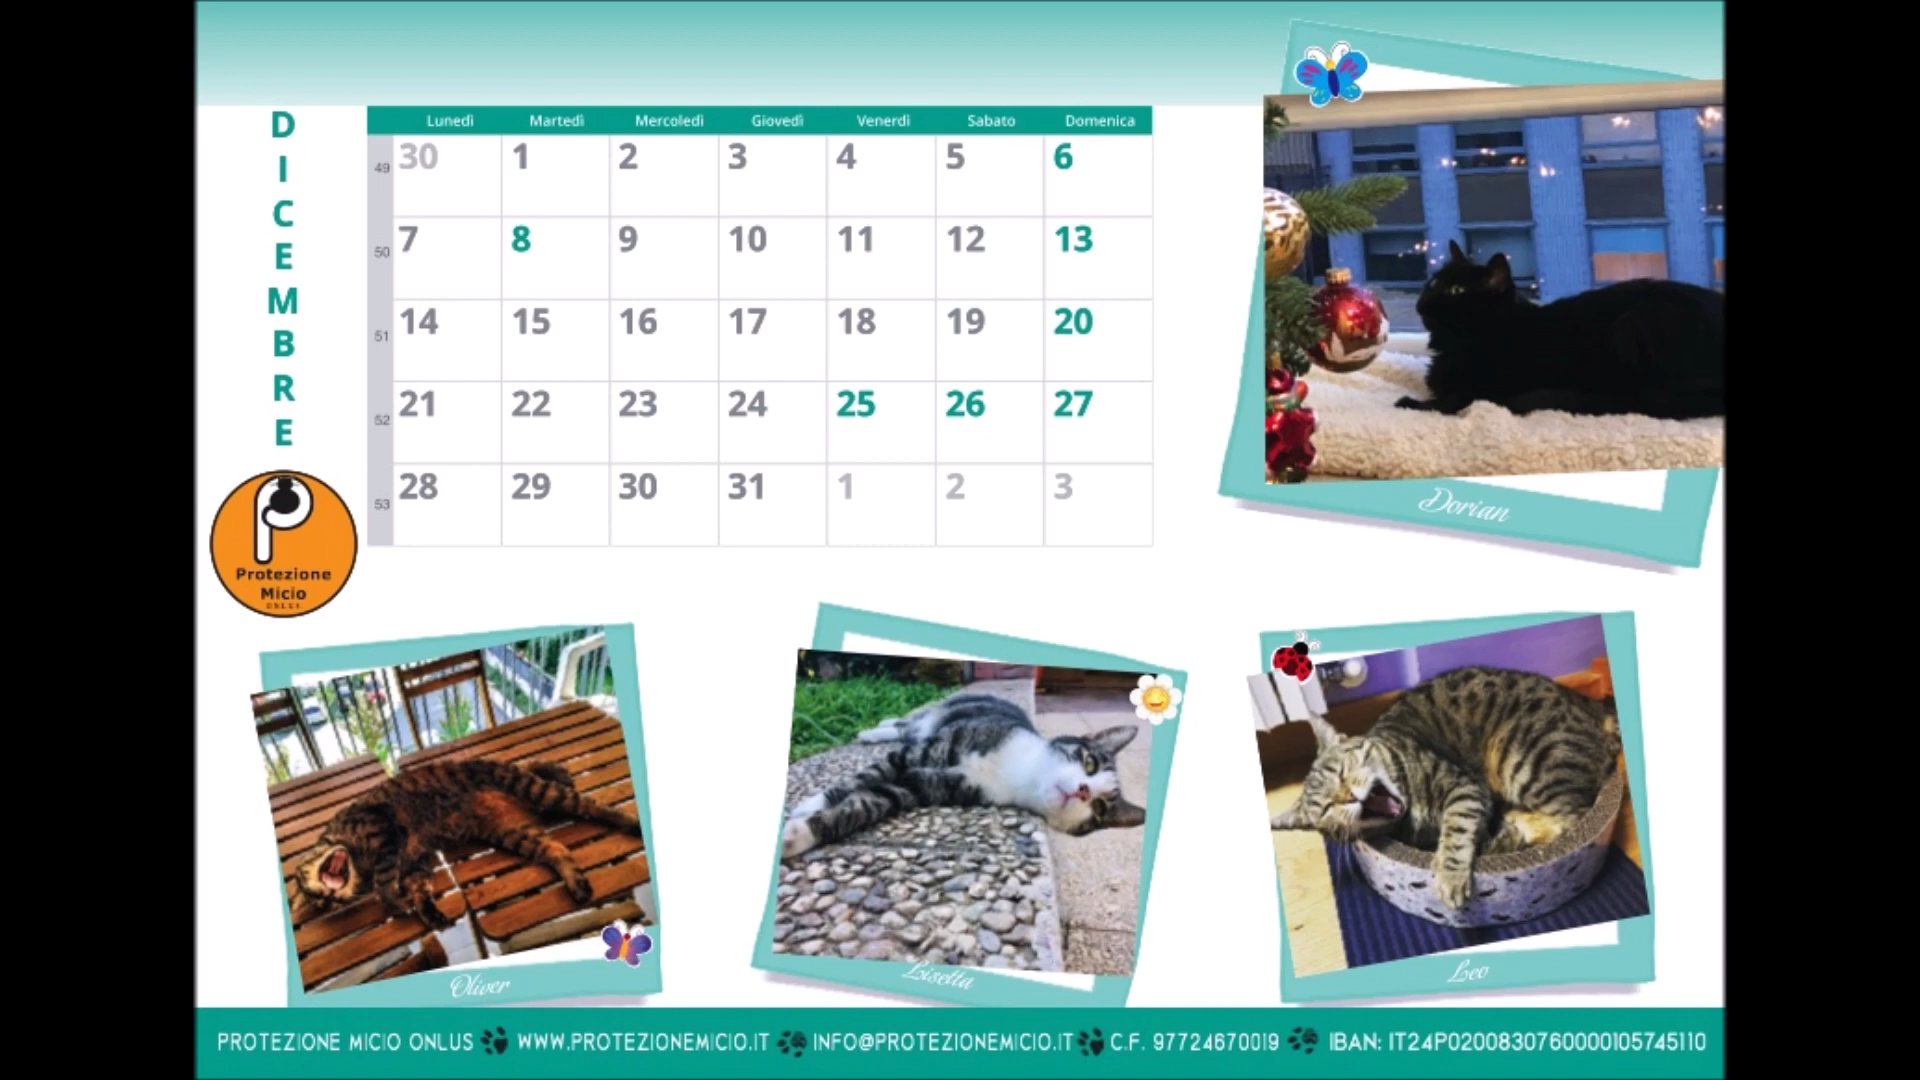 DICEMBRE
Lunedì Martedì Mercoledì Giovedì Venerdì Sabato Domenica
49 30 1 2 3 4 5 6
50 7 8 9 10 11 12 13
51 14 15 16 17 18 19 20
52 21 22 23 24 25 26 27
53 28 29 30 31 1 2 3
Protezione
Micio
ONLUS
Dorian
Oliver
Lisetta
Leo
PROTEZIONE MICIO ONLUS WWW.PROTEZIONEMICIO.IT INFO@PROTEZIONEMICIO.IT C.F. 97724670019 IBAN: IT24P0200830760000105745110